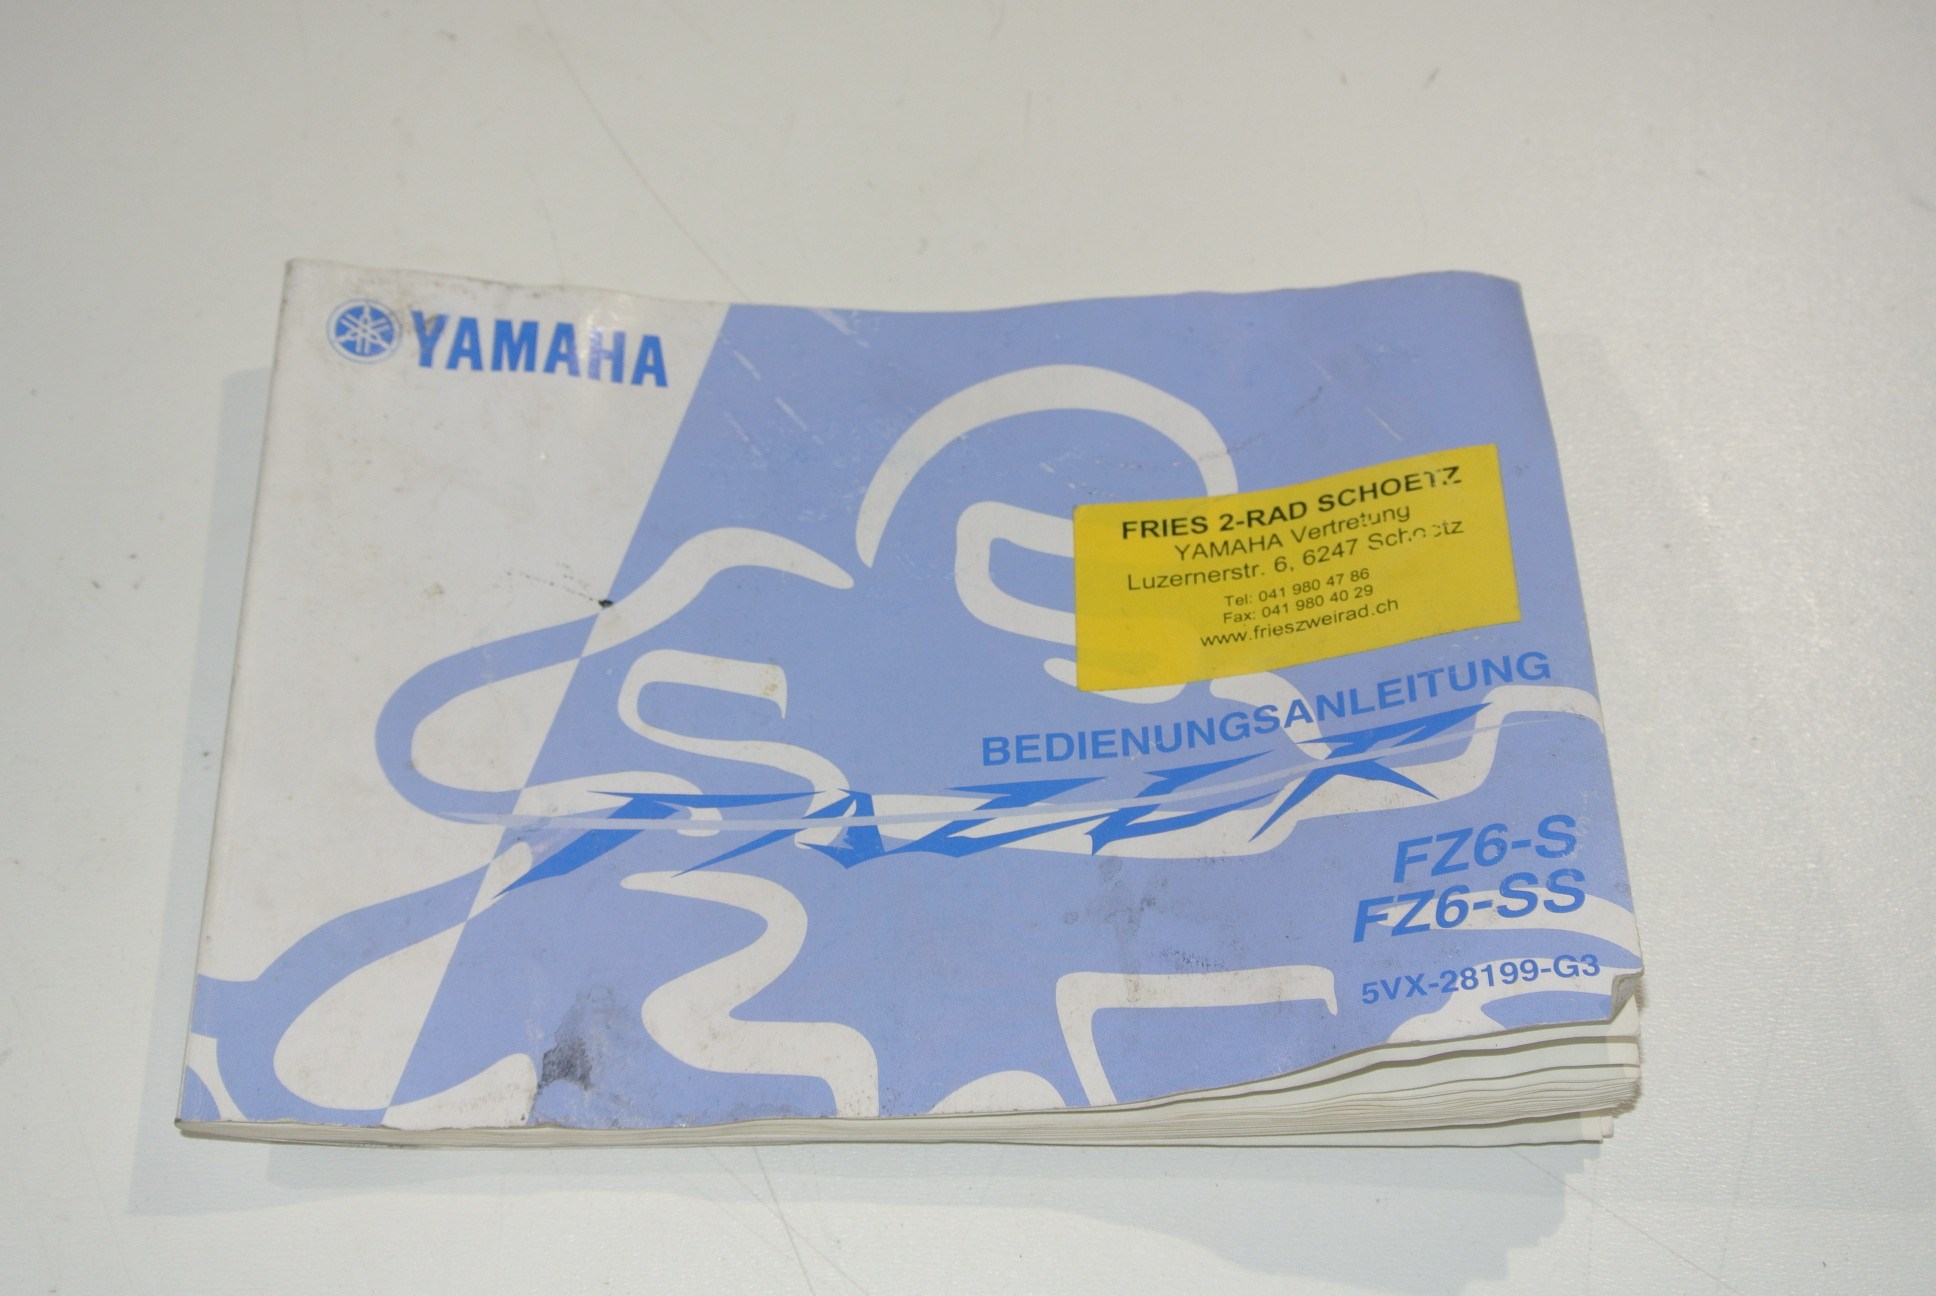 YAMAHA
FRIES 2-RAD SCHOETZ
YAMAHA Vertretung
Luzernerstr. 6, 6247 Schoetz
Tel: 041 980 47 86
Fax: 041 980 40 29
www.frieszweirad.ch
BEDIENUNGSANLEITUNG
FAZER
FZ6-S
FZ6-SS
5VX-28199-G3